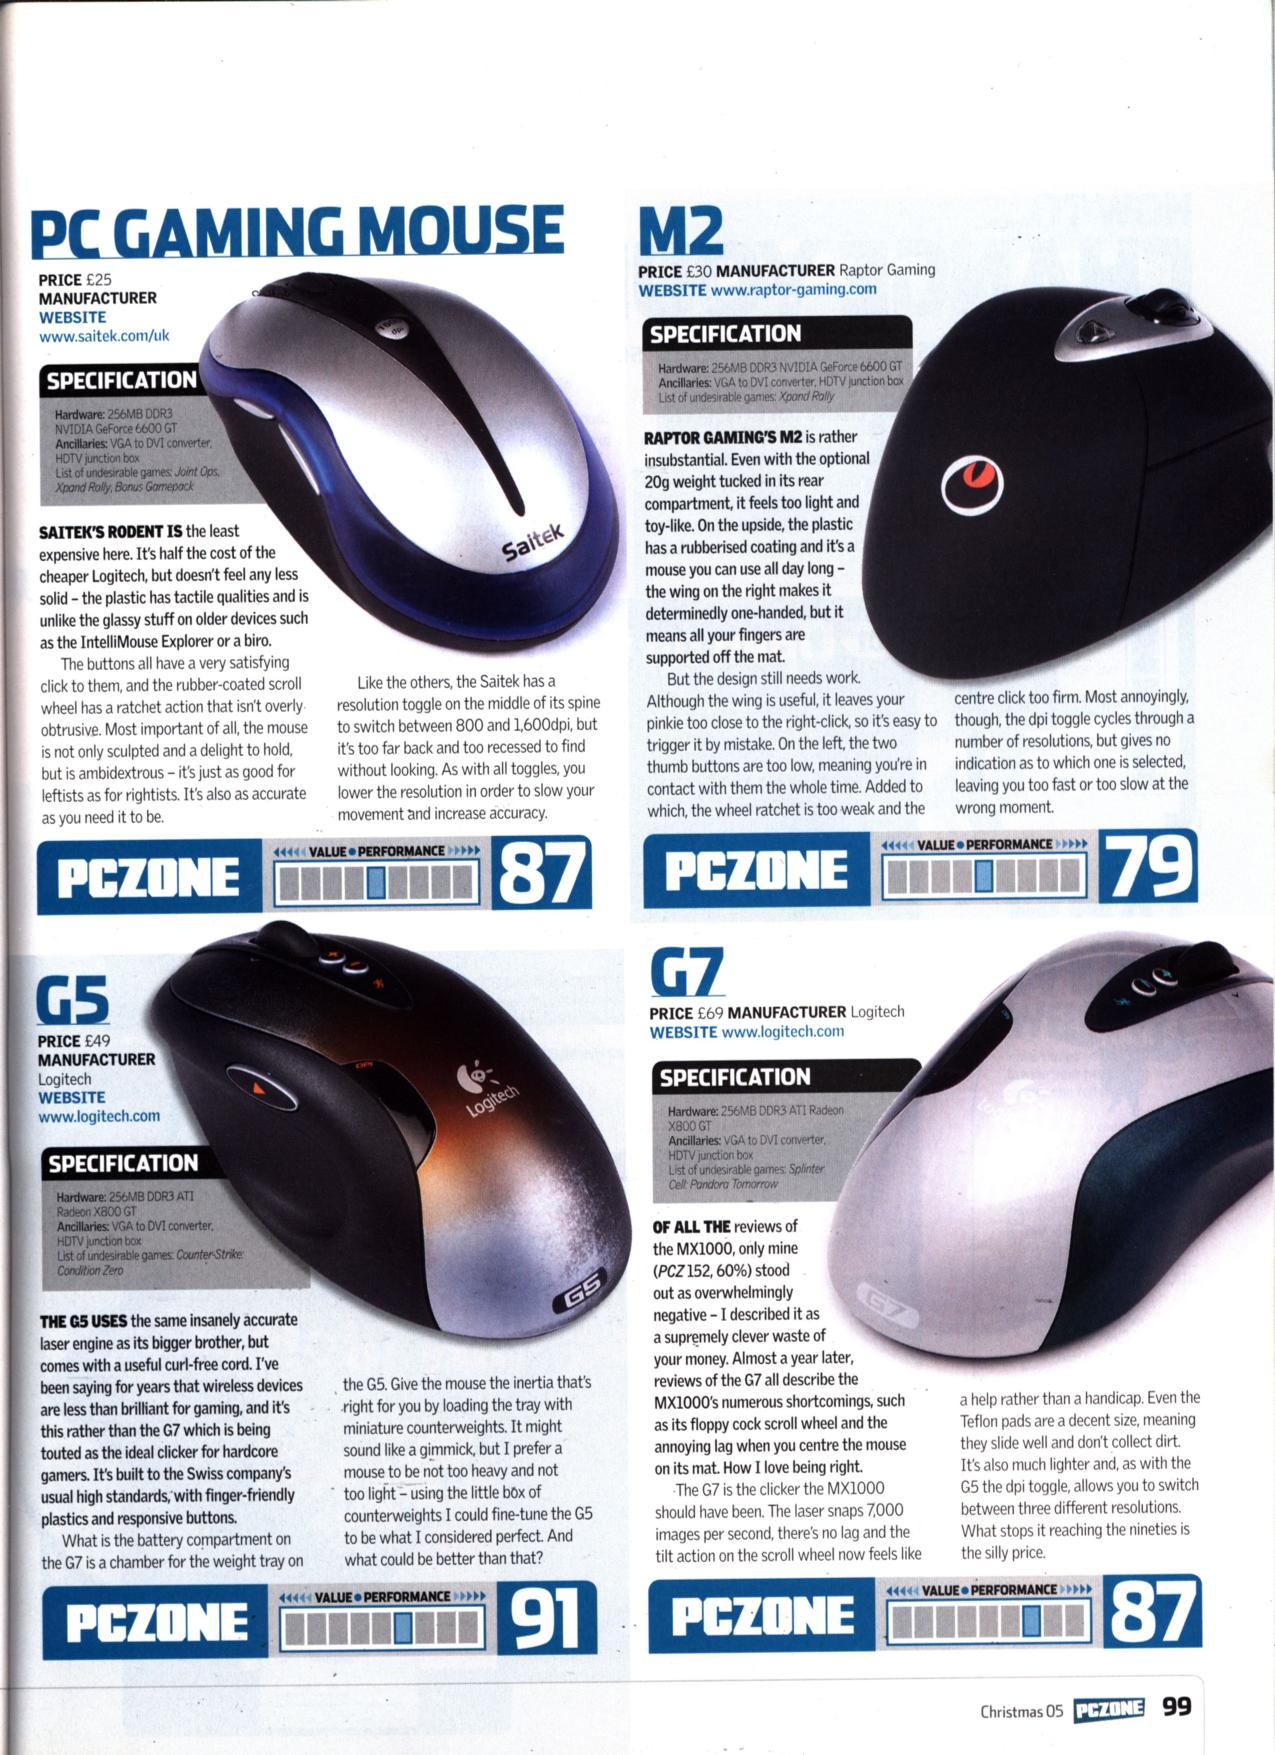 PC GAMING MOUSE
PRICE £25
MANUFACTURER
WEBSITE
www.saitek.com/uk
SPECIFICATION
Hardware: 256MB DDR3
NVIDIA GeForce 6600 GT
Ancillaries: VGA to DVI converter,
HDTV junction box
List of undesirable games: Joint Ops,
Xpand Rally, Bonus Gamepack
dpi
Saitek
SAITEK'S RODENT IS the least
expensive here. It's half the cost of the
cheaper Logitech, but doesn't feel any less
solid – the plastic has tactile qualities and is
unlike the glassy stuff on older devices such
as the IntelliMouse Explorer or a biro.
The buttons all have a very satisfying
click to them, and the rubber-coated scroll
wheel has a ratchet action that isn't overly
obtrusive. Most important of all, the mouse
is not only sculpted and a delight to hold,
but is ambidextrous – it's just as good for
leftists as for rightists. It's also as accurate
as you need it to be.
Like the others, the Saitek has a
resolution toggle on the middle of its spine
to switch between 800 and 1,600dpi, but
it's too far back and too recessed to find
without looking. As with all toggles, you
lower the resolution in order to slow your
movement and increase accuracy.
PCZONE
VALUE • PERFORMANCE
87
M2
PRICE £30 MANUFACTURER Raptor Gaming
WEBSITE www.raptor-gaming.com
SPECIFICATION
Hardware: 256MB DDR3 NVIDIA GeForce 6600 GT
Ancillaries: VGA to DVI converter, HDTV junction box
List of undesirable games: Xpand Rally
RAPTOR GAMING'S M2 is rather
insubstantial. Even with the optional
20g weight tucked in its rear
compartment, it feels too light and
toy-like. On the upside, the plastic
has a rubberised coating and it's a
mouse you can use all day long –
the wing on the right makes it
determinedly one-handed, but it
means all your fingers are
supported off the mat.
But the design still needs work.
Although the wing is useful, it leaves your
pinkie too close to the right-click, so it's easy to
trigger it by mistake. On the left, the two
thumb buttons are too low, meaning you're in
contact with them the whole time. Added to
which, the wheel ratchet is too weak and the
centre click too firm. Most annoyingly,
though, the dpi toggle cycles through a
number of resolutions, but gives no
indication as to which one is selected,
leaving you too fast or too slow at the
wrong moment.
PCZONE
VALUE • PERFORMANCE
79
G5
PRICE £49
MANUFACTURER
Logitech
WEBSITE
www.logitech.com
SPECIFICATION
Hardware: 256MB DDR3 ATI
Radeon X800 GT
Ancillaries: VGA to DVI converter,
HDTV junction box
List of undesirable games: Counter-Strike:
Condition Zero
DPI
Logitech
G5
THE G5 USES the same insanely accurate
laser engine as its bigger brother, but
comes with a useful curl-free cord. I've
been saying for years that wireless devices
are less than brilliant for gaming, and it's
this rather than the G7 which is being
touted as the ideal clicker for hardcore
gamers. It's built to the Swiss company's
usual high standards, with finger-friendly
plastics and responsive buttons.
What is the battery compartment on
the G7 is a chamber for the weight tray on
the G5. Give the mouse the inertia that's
right for you by loading the tray with
miniature counterweights. It might
sound like a gimmick, but I prefer a
mouse to be not too heavy and not
too light – using the little box of
counterweights I could fine-tune the G5
to be what I considered perfect. And
what could be better than that?
PCZONE
VALUE • PERFORMANCE
91
G7
PRICE £69 MANUFACTURER Logitech
WEBSITE www.logitech.com
SPECIFICATION
Hardware: 256MB DDR3 ATI Radeon
X800 GT
Ancillaries: VGA to DVI converter,
HDTV junction box
List of undesirable games: Splinter
Cell: Pandora Tomorrow
G7
OF ALL THE reviews of
the MX1000, only mine
(PCZ 152, 60%) stood
out as overwhelmingly
negative – I described it as
a supremely clever waste of
your money. Almost a year later,
reviews of the G7 all describe the
MX1000's numerous shortcomings, such
as its floppy cock scroll wheel and the
annoying lag when you centre the mouse
on its mat. How I love being right.
The G7 is the clicker the MX1000
should have been. The laser snaps 7,000
images per second, there's no lag and the
tilt action on the scroll wheel now feels like
a help rather than a handicap. Even the
Teflon pads are a decent size, meaning
they slide well and don't collect dirt.
It's also much lighter and, as with the
G5 the dpi toggle, allows you to switch
between three different resolutions.
What stops it reaching the nineties is
the silly price.
PCZONE
VALUE • PERFORMANCE
87
Christmas 05 PCZONE 99